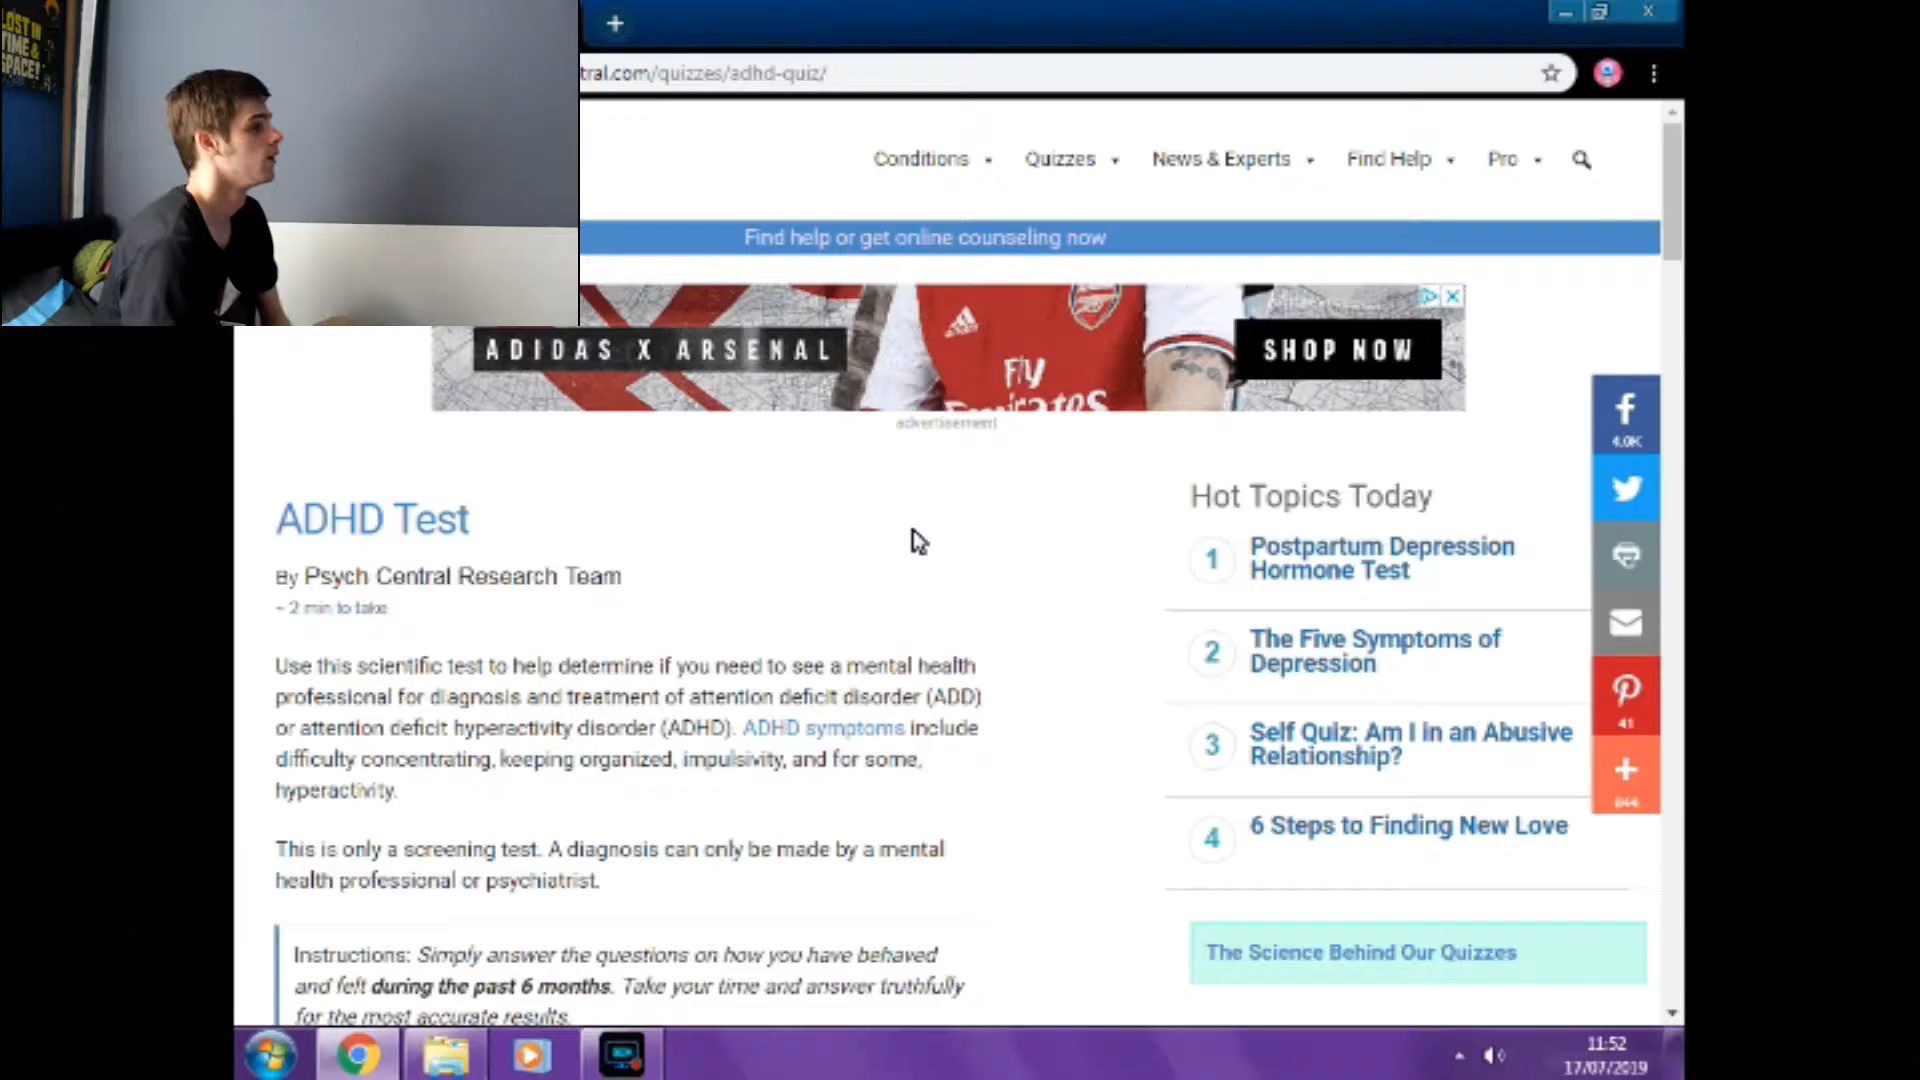 LOST IN
TIME &
SPACE!
tral.com/quizzes/adhd-quiz/
Conditions
Quizzes
News & Experts
Find Help
Pro
Find help or get online counseling now
ADIDAS X ARSENAL
Fly
Emirates
SHOP NOW
advertisement
4.0K
ADHD Test
By Psych Central Research Team
~ 2 min to take
Use this scientific test to help determine if you need to see a mental health
professional for diagnosis and treatment of attention deficit disorder (ADD)
or attention deficit hyperactivity disorder (ADHD). ADHD symptoms include
difficulty concentrating, keeping organized, impulsivity, and for some,
hyperactivity.
This is only a screening test. A diagnosis can only be made by a mental
health professional or psychiatrist.
Instructions: Simply answer the questions on how you have behaved
and felt during the past 6 months. Take your time and answer truthfully
for the most accurate results.
Hot Topics Today
1 Postpartum Depression
Hormone Test
2 The Five Symptoms of
Depression
3 Self Quiz: Am I in an Abusive
Relationship?
4 6 Steps to Finding New Love
41
The Science Behind Our Quizzes
11:52
17/07/2019